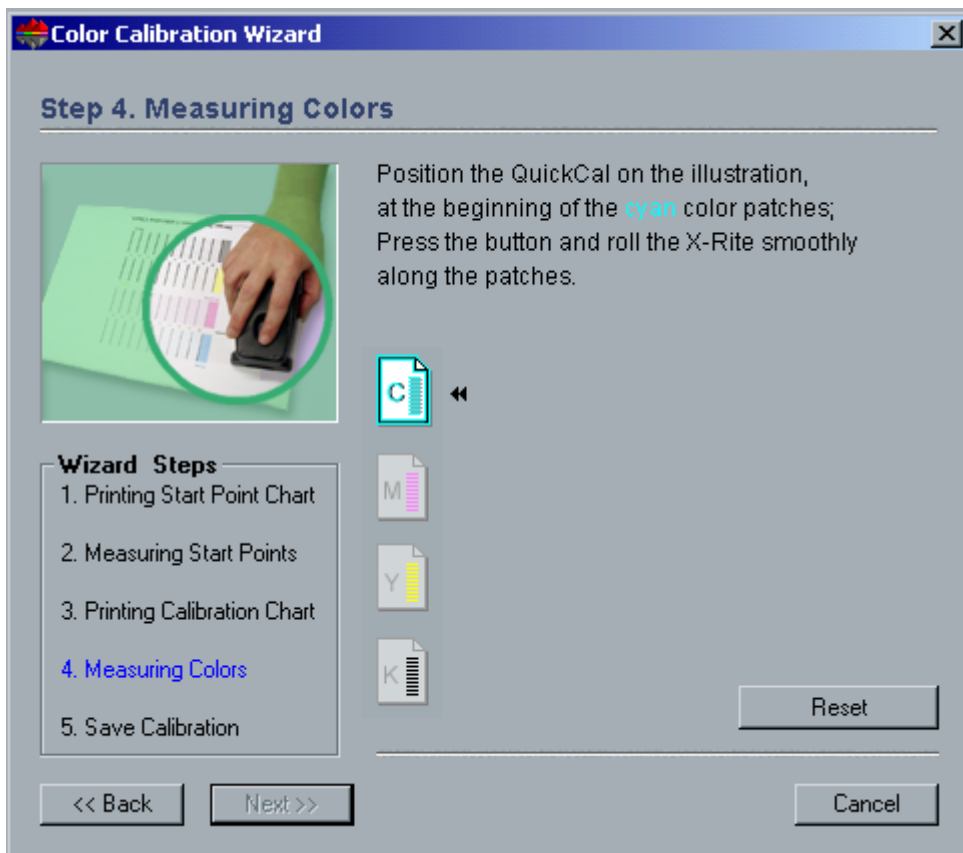 Color Calibration Wizard
Step 4. Measuring Colors
Position the QuickCal on the illustration,
at the beginning of the cyan color patches;
Press the button and roll the X-Rite smoothly
along the patches.
C
M
Y
K
Wizard Steps
1. Printing Start Point Chart
2. Measuring Start Points
3. Printing Calibration Chart
4. Measuring Colors
5. Save Calibration
Reset
<< Back
Next >>
Cancel